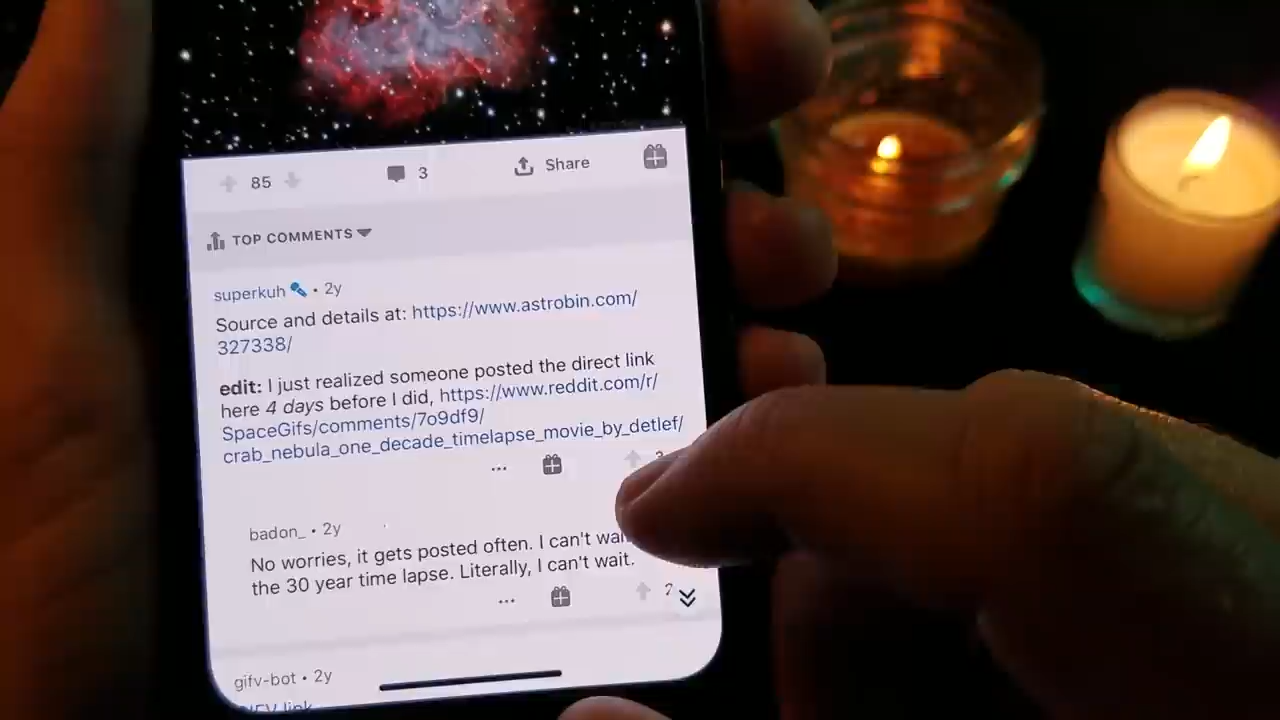 85 3 Share
TOP COMMENTS
superkuh • 2y
Source and details at: https://www.astrobin.com/
327338/
edit: I just realized someone posted the direct link
here 4 days before I did, https://www.reddit.com/r/
SpaceGifs/comments/7o9df9/
crab_nebula_one_decade_timelapse_movie_by_detlef/
...
badon_ • 2y
No worries, it gets posted often. I can't
the 30 year time lapse. Literally, I can't wait.
...
gifv-bot • 2y
link